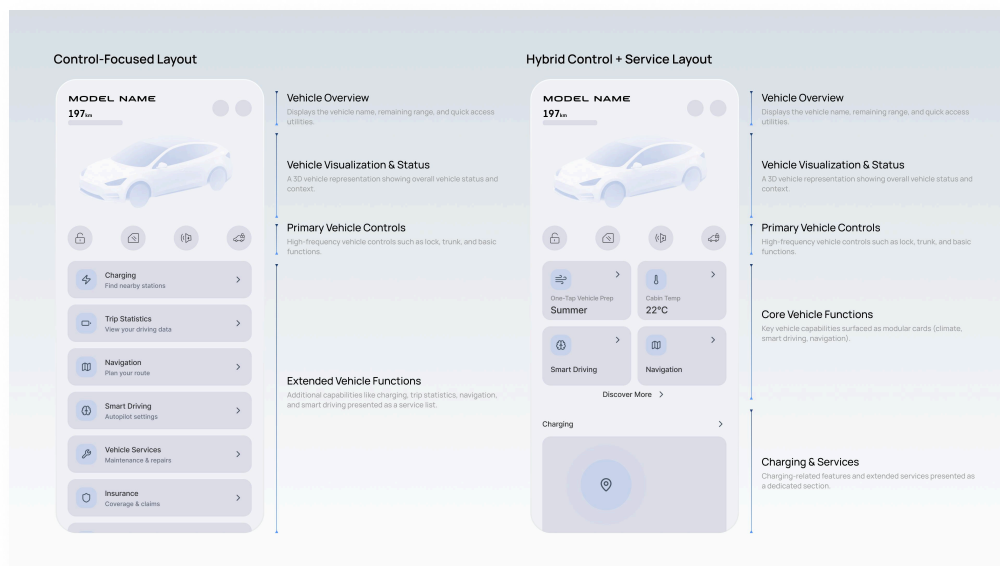 Control-Focused Layout
MODEL NAME
197km
Charging
Find nearby stations
Trip Statistics
View your driving data
Navigation
Plan your route
Smart Driving
Autopilot settings
Vehicle Services
Maintenance & repairs
Insurance
Coverage & claims
Vehicle Overview
Displays the vehicle name, remaining range, and quick access
utilities.
Vehicle Visualization & Status
A 3D vehicle representation showing overall vehicle status and
context.
Primary Vehicle Controls
High-frequency vehicle controls such as lock, trunk, and basic
functions.
Extended Vehicle Functions
Additional capabilities like charging, trip statistics, navigation,
and smart driving presented as a service list.
Hybrid Control + Service Layout
MODEL NAME
197km
One-Tap Vehicle Prep
Summer
Cabin Temp
22°C
Smart Driving
Navigation
Discover More
Charging
Vehicle Overview
Displays the vehicle name, remaining range, and quick access
utilities.
Vehicle Visualization & Status
A 3D vehicle representation showing overall vehicle status and
context.
Primary Vehicle Controls
High-frequency vehicle controls such as lock, trunk, and basic
functions.
Core Vehicle Functions
Key vehicle capabilities surfaced as modular cards (climate,
smart driving, navigation).
Charging & Services
Charging-related features and extended services presented as
a dedicated section.